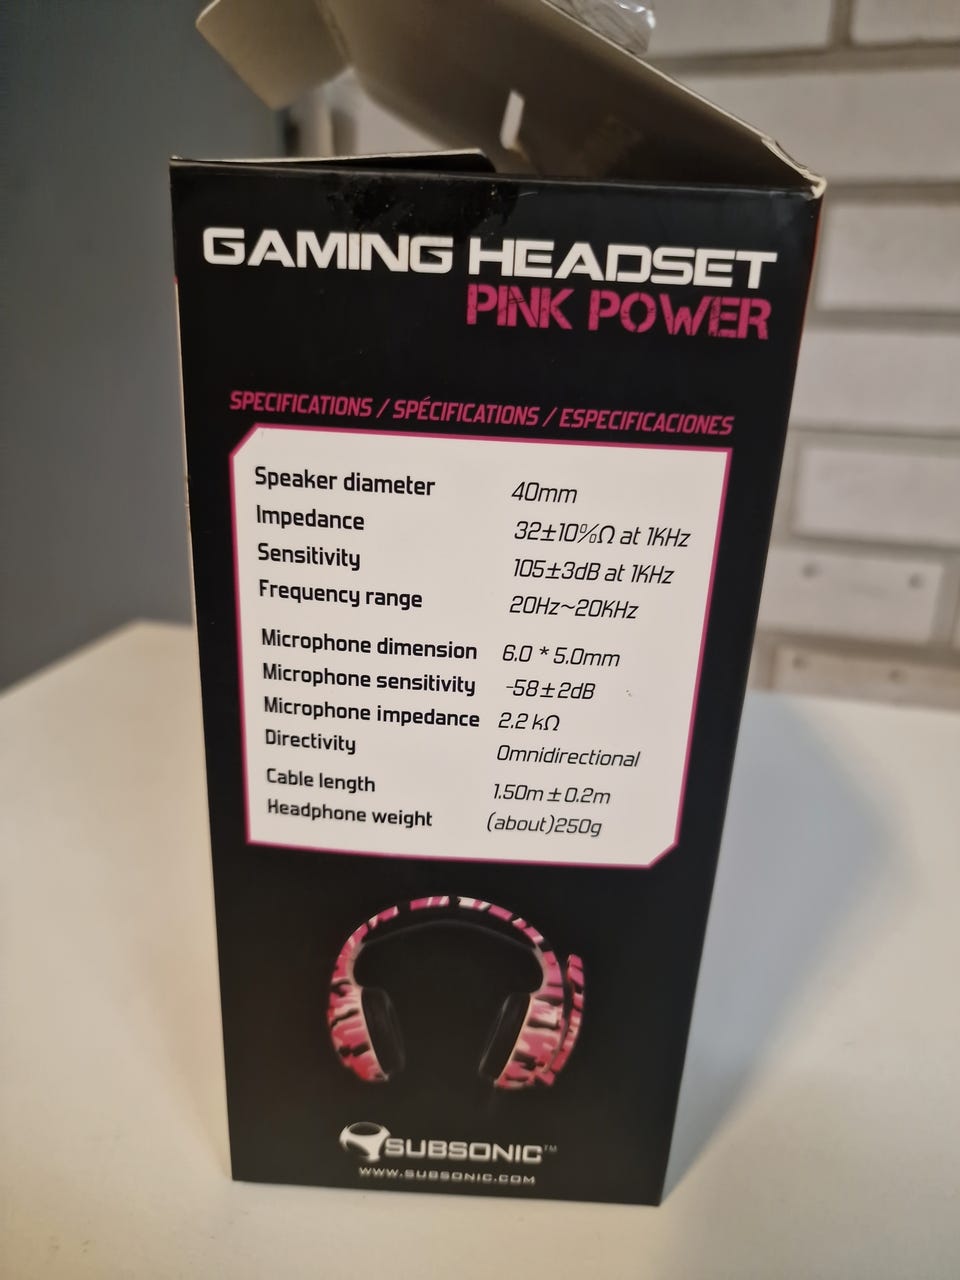 GAMING HEADSET
PINK POWER
SPECIFICATIONS / SPÉCIFICATIONS / ESPECIFICACIONES
Speaker diameter 40mm
Impedance 32±10%Ω at 1KHz
Sensitivity 105±3dB at 1KHz
Frequency range 20Hz~20KHz
Microphone dimension 6.0 * 5.0mm
Microphone sensitivity -58±2dB
Microphone impedance 2.2 kΩ
Directivity Omnidirectional
Cable length 1.50m ± 0.2m
Headphone weight (about)250g
SUBSONIC™
WWW.SUBSONIC.COM